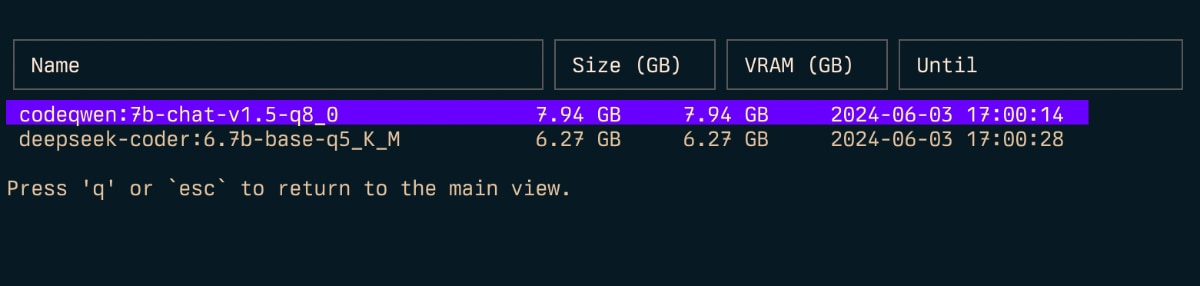 Name Size (GB) VRAM (GB) Until
codeqwen:7b-chat-v1.5-q8_0 7.94 GB 7.94 GB 2024-06-03 17:00:14
deepseek-coder:6.7b-base-q5_K_M 6.27 GB 6.27 GB 2024-06-03 17:00:28
Press 'q' or `esc` to return to the main view.